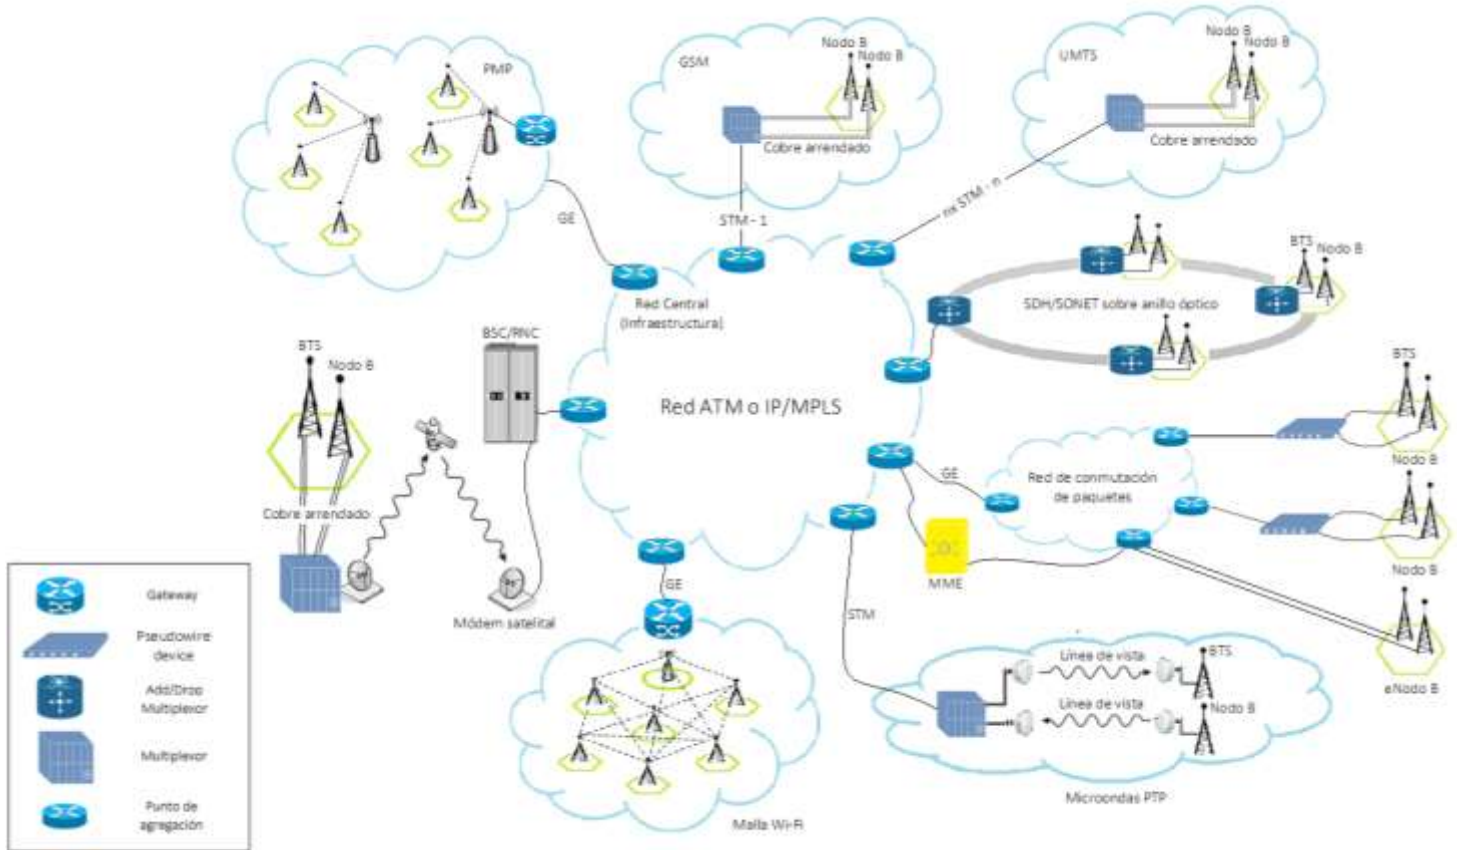 PMP
GSM
Nodo B
Nodo B
Cobre arrendado
STM - 1
UMTS
Nodo B
Nodo B
Cobre arrendado
nx STM - n
GE
Red Central
(Infraestructura)
SDH/SONET sobre anillo óptico
BTS
Nodo B
BSC/RNC
BTS
Nodo B
Cobre arrendado
Módem satelital
Red ATM o IP/MPLS
GE
Red de conmutación
de paquetes
BTS
Nodo B
Nodo B
eNodo B
MME
STM
GE
Línea de vista
BTS
Línea de vista
Nodo B
Microondas PTP
Malla Wi-Fi
Gateway
Pseudowire
device
Add/Drop
Multiplexor
Multiplexor
Punto de
agregación